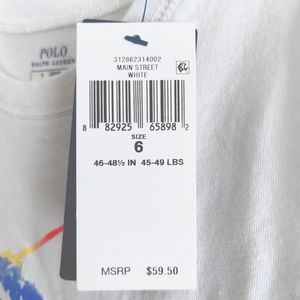 POLO
RALPH LAUREN
312862314002
MAIN STREET
WHITE
8 82925 65898 2
SIZE
6
46-48½ IN 45-49 LBS
MSRP $59.50